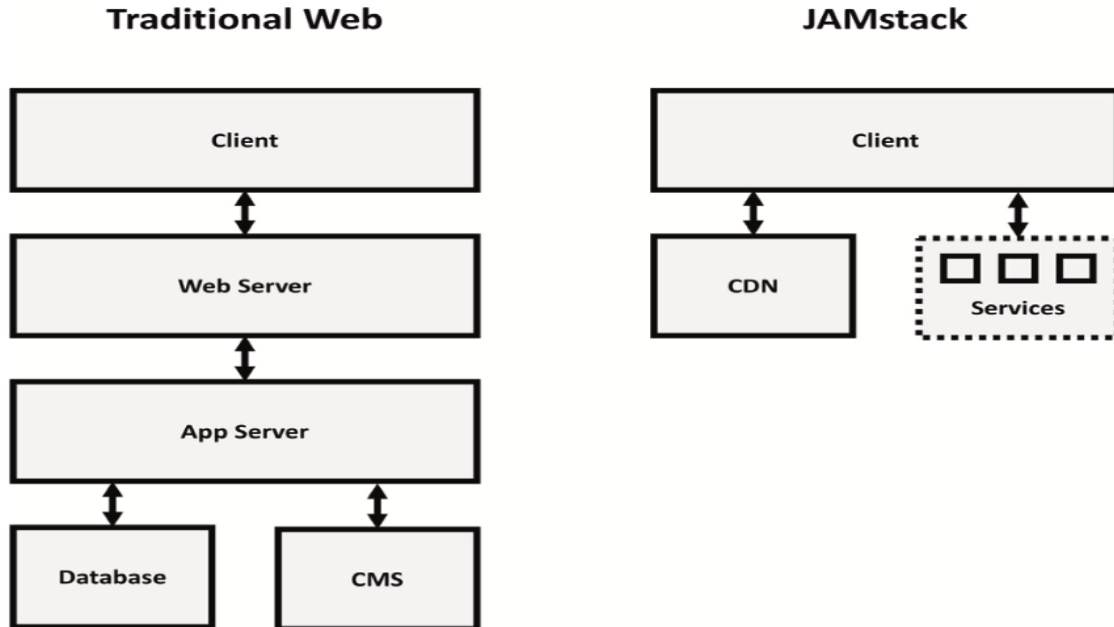 Traditional Web
Client
Web Server
App Server
Database
CMS
JAMstack
Client
CDN
Services